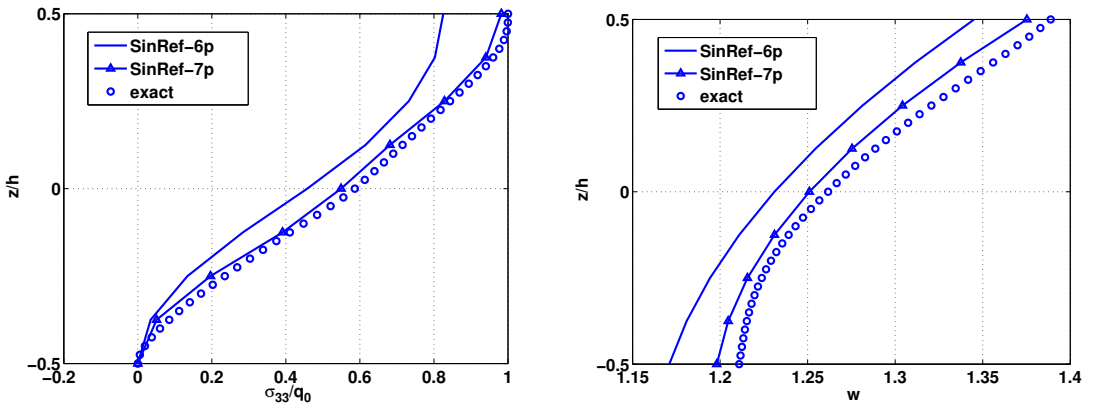 0.5
0
-0.5
z/h
-0.2
0
0.2
0.4
0.6
0.8
1
σ33/q0
SinRef-6p
SinRef-7p
exact
0.5
0
-0.5
z/h
1.15
1.2
1.25
1.3
1.35
1.4
w
SinRef-6p
SinRef-7p
exact